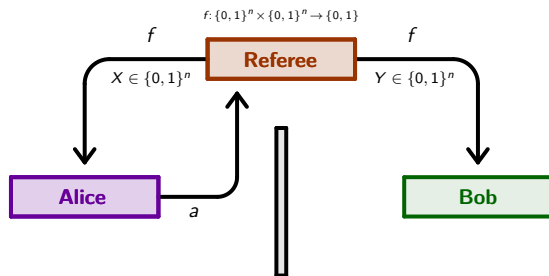 f: {0, 1}ⁿ × {0, 1}ⁿ → {0, 1}
f
Referee
f
X ∈ {0, 1}ⁿ
Y ∈ {0, 1}ⁿ
Alice
a
Bob